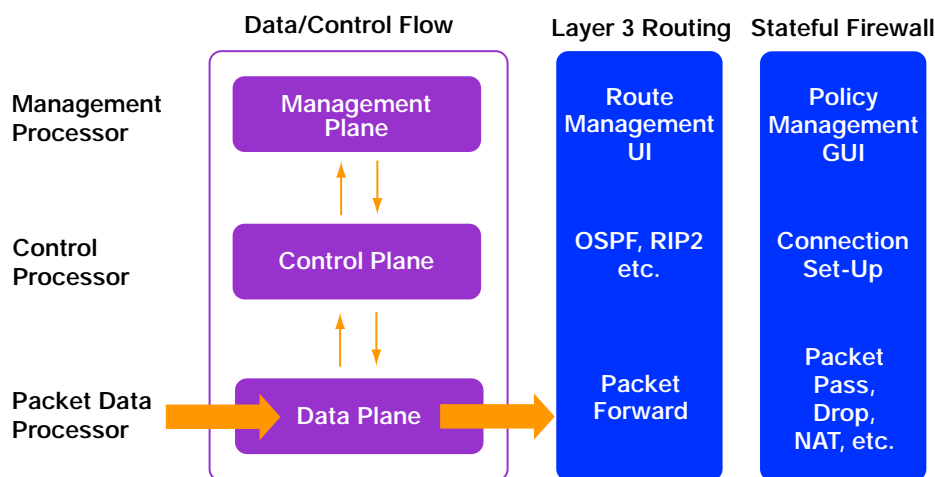 Data/Control Flow
Layer 3 Routing
Stateful Firewall
Management
Processor
Management
Plane
Route
Management
UI
Policy
Management
GUI
Control
Processor
Control Plane
OSPF, RIP2
etc.
Connection
Set-Up
Packet Data
Processor
Data Plane
Packet
Forward
Packet
Pass,
Drop,
NAT, etc.